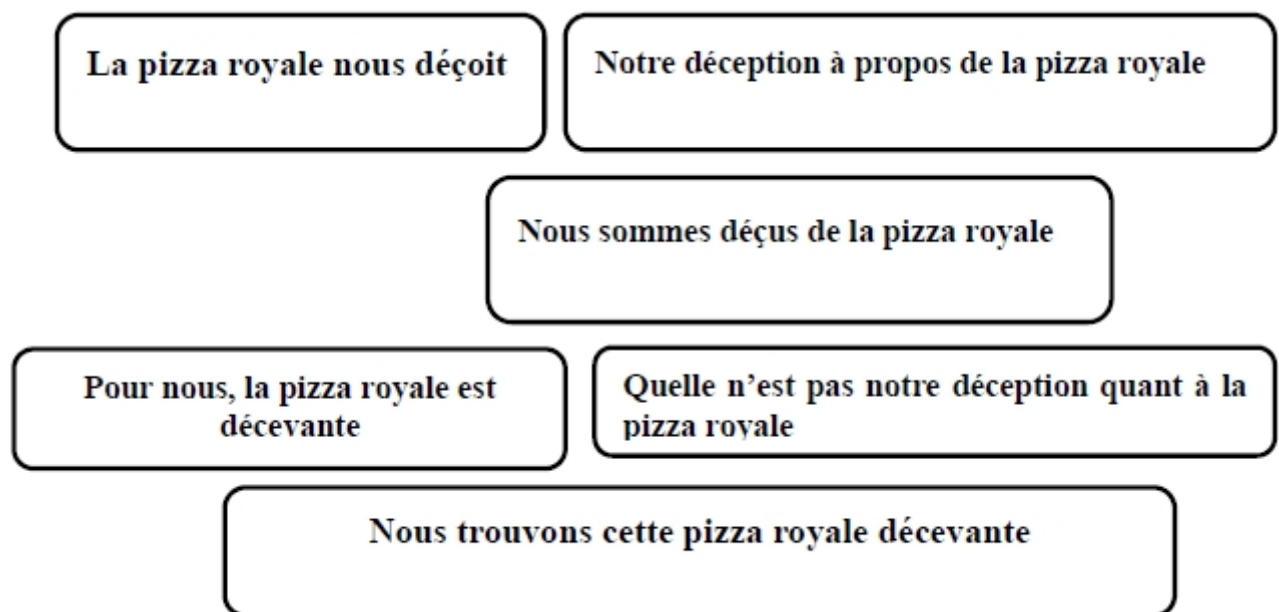 La pizza royale nous déçoit
Notre déception à propos de la pizza royale
Nous sommes déçus de la pizza royale
Pour nous, la pizza royale est
décevante
Quelle n’est pas notre déception quant à la
pizza royale
Nous trouvons cette pizza royale décevante